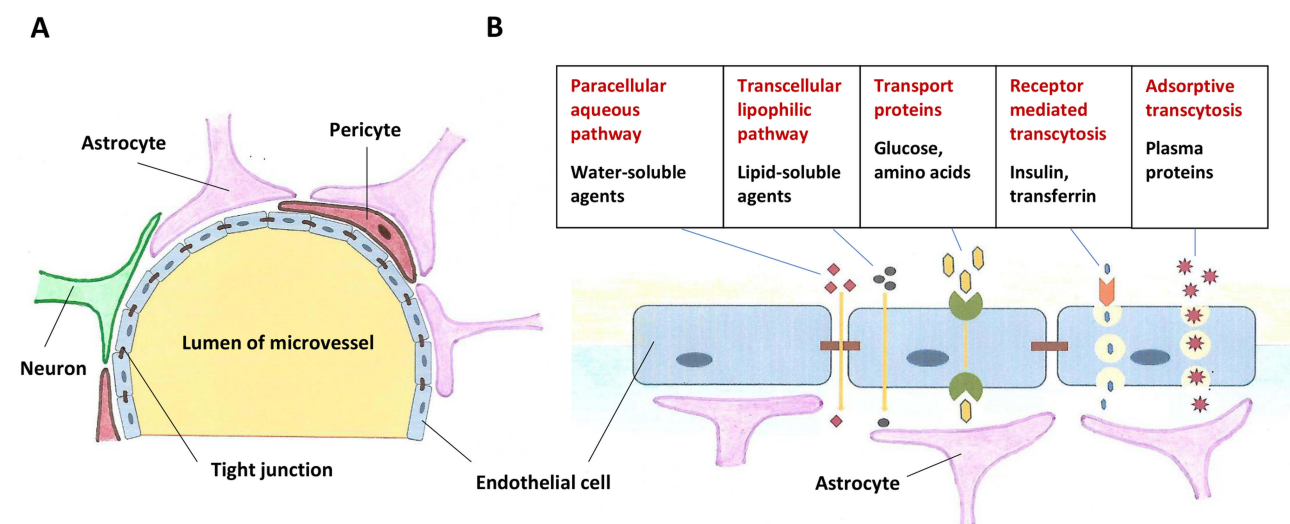 A
Astrocyte
Pericyte
Neuron
Lumen of microvessel
Tight junction
Endothelial cell
B
Paracellular
aqueous
pathway
Water-soluble
agents
Transcellular
lipophilic
pathway
Lipid-soluble
agents
Transport
proteins
Glucose,
amino acids
Receptor
mediated
transcytosis
Insulin,
transferrin
Adsorptive
transcytosis
Plasma
proteins
Astrocyte